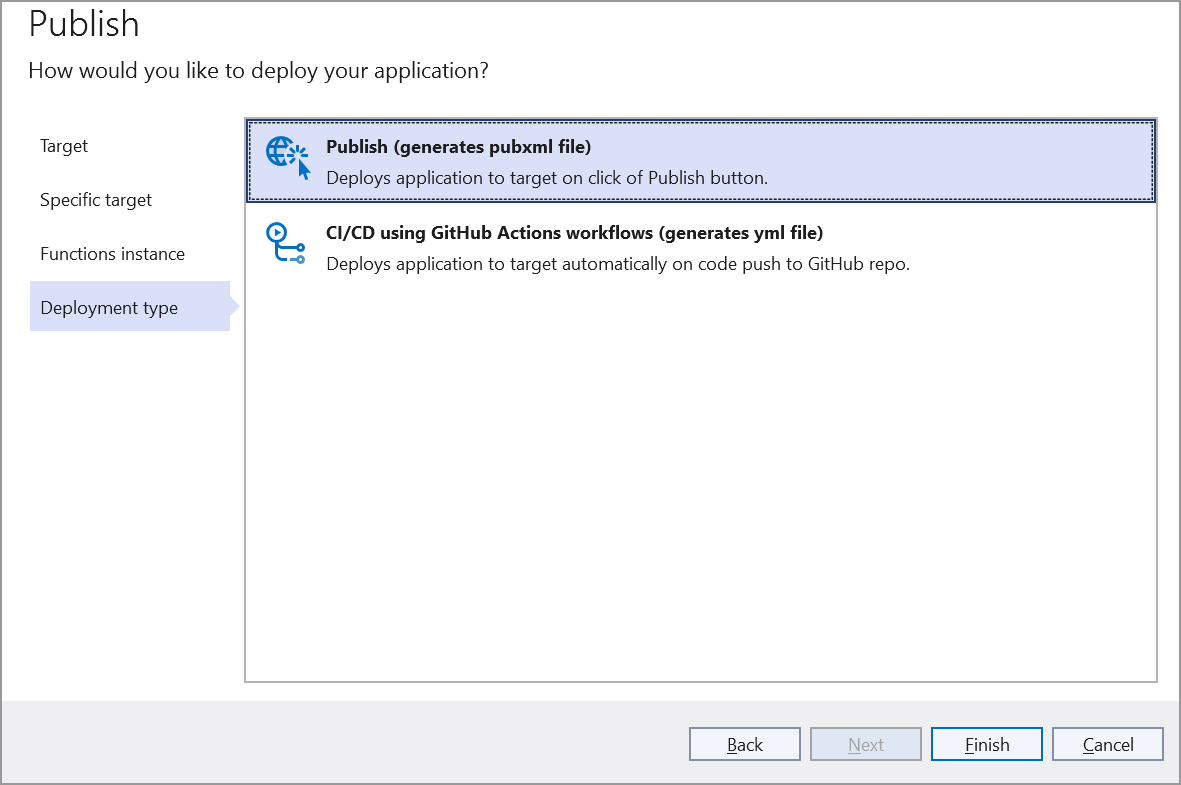 Publish
How would you like to deploy your application?
Target
Specific target
Functions instance
Deployment type
Publish (generates pubxml file)
Deploys application to target on click of Publish button.
CI/CD using GitHub Actions workflows (generates yml file)
Deploys application to target automatically on code push to GitHub repo.
Back
Next
Finish
Cancel